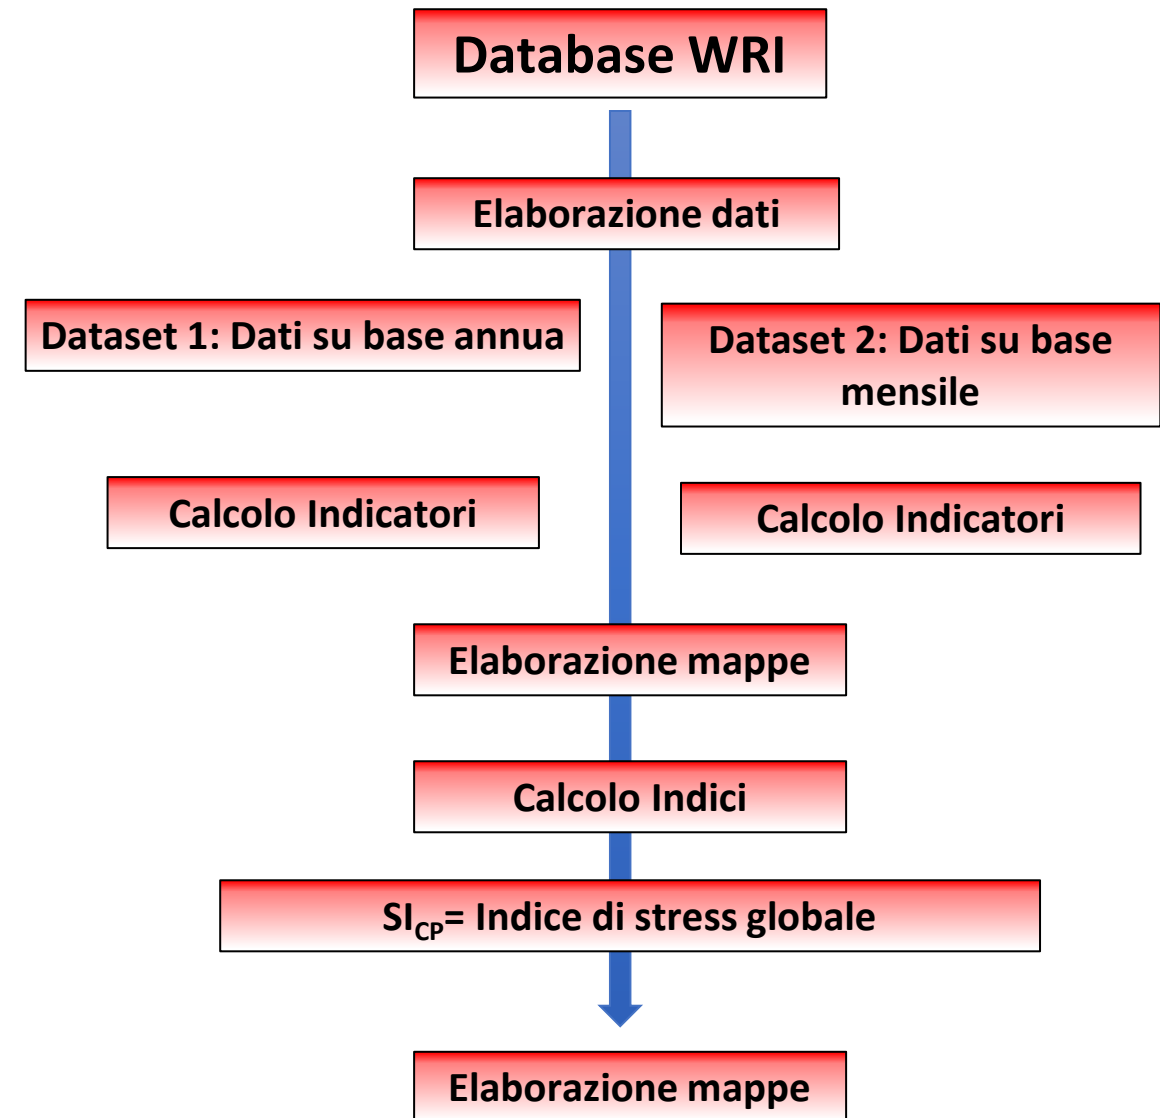 Database WRI
Elaborazione dati
Dataset 1: Dati su base annua
Dataset 2: Dati su base
mensile
Calcolo Indicatori
Calcolo Indicatori
Elaborazione mappe
Calcolo Indici
SI_CP= Indice di stress globale
Elaborazione mappe